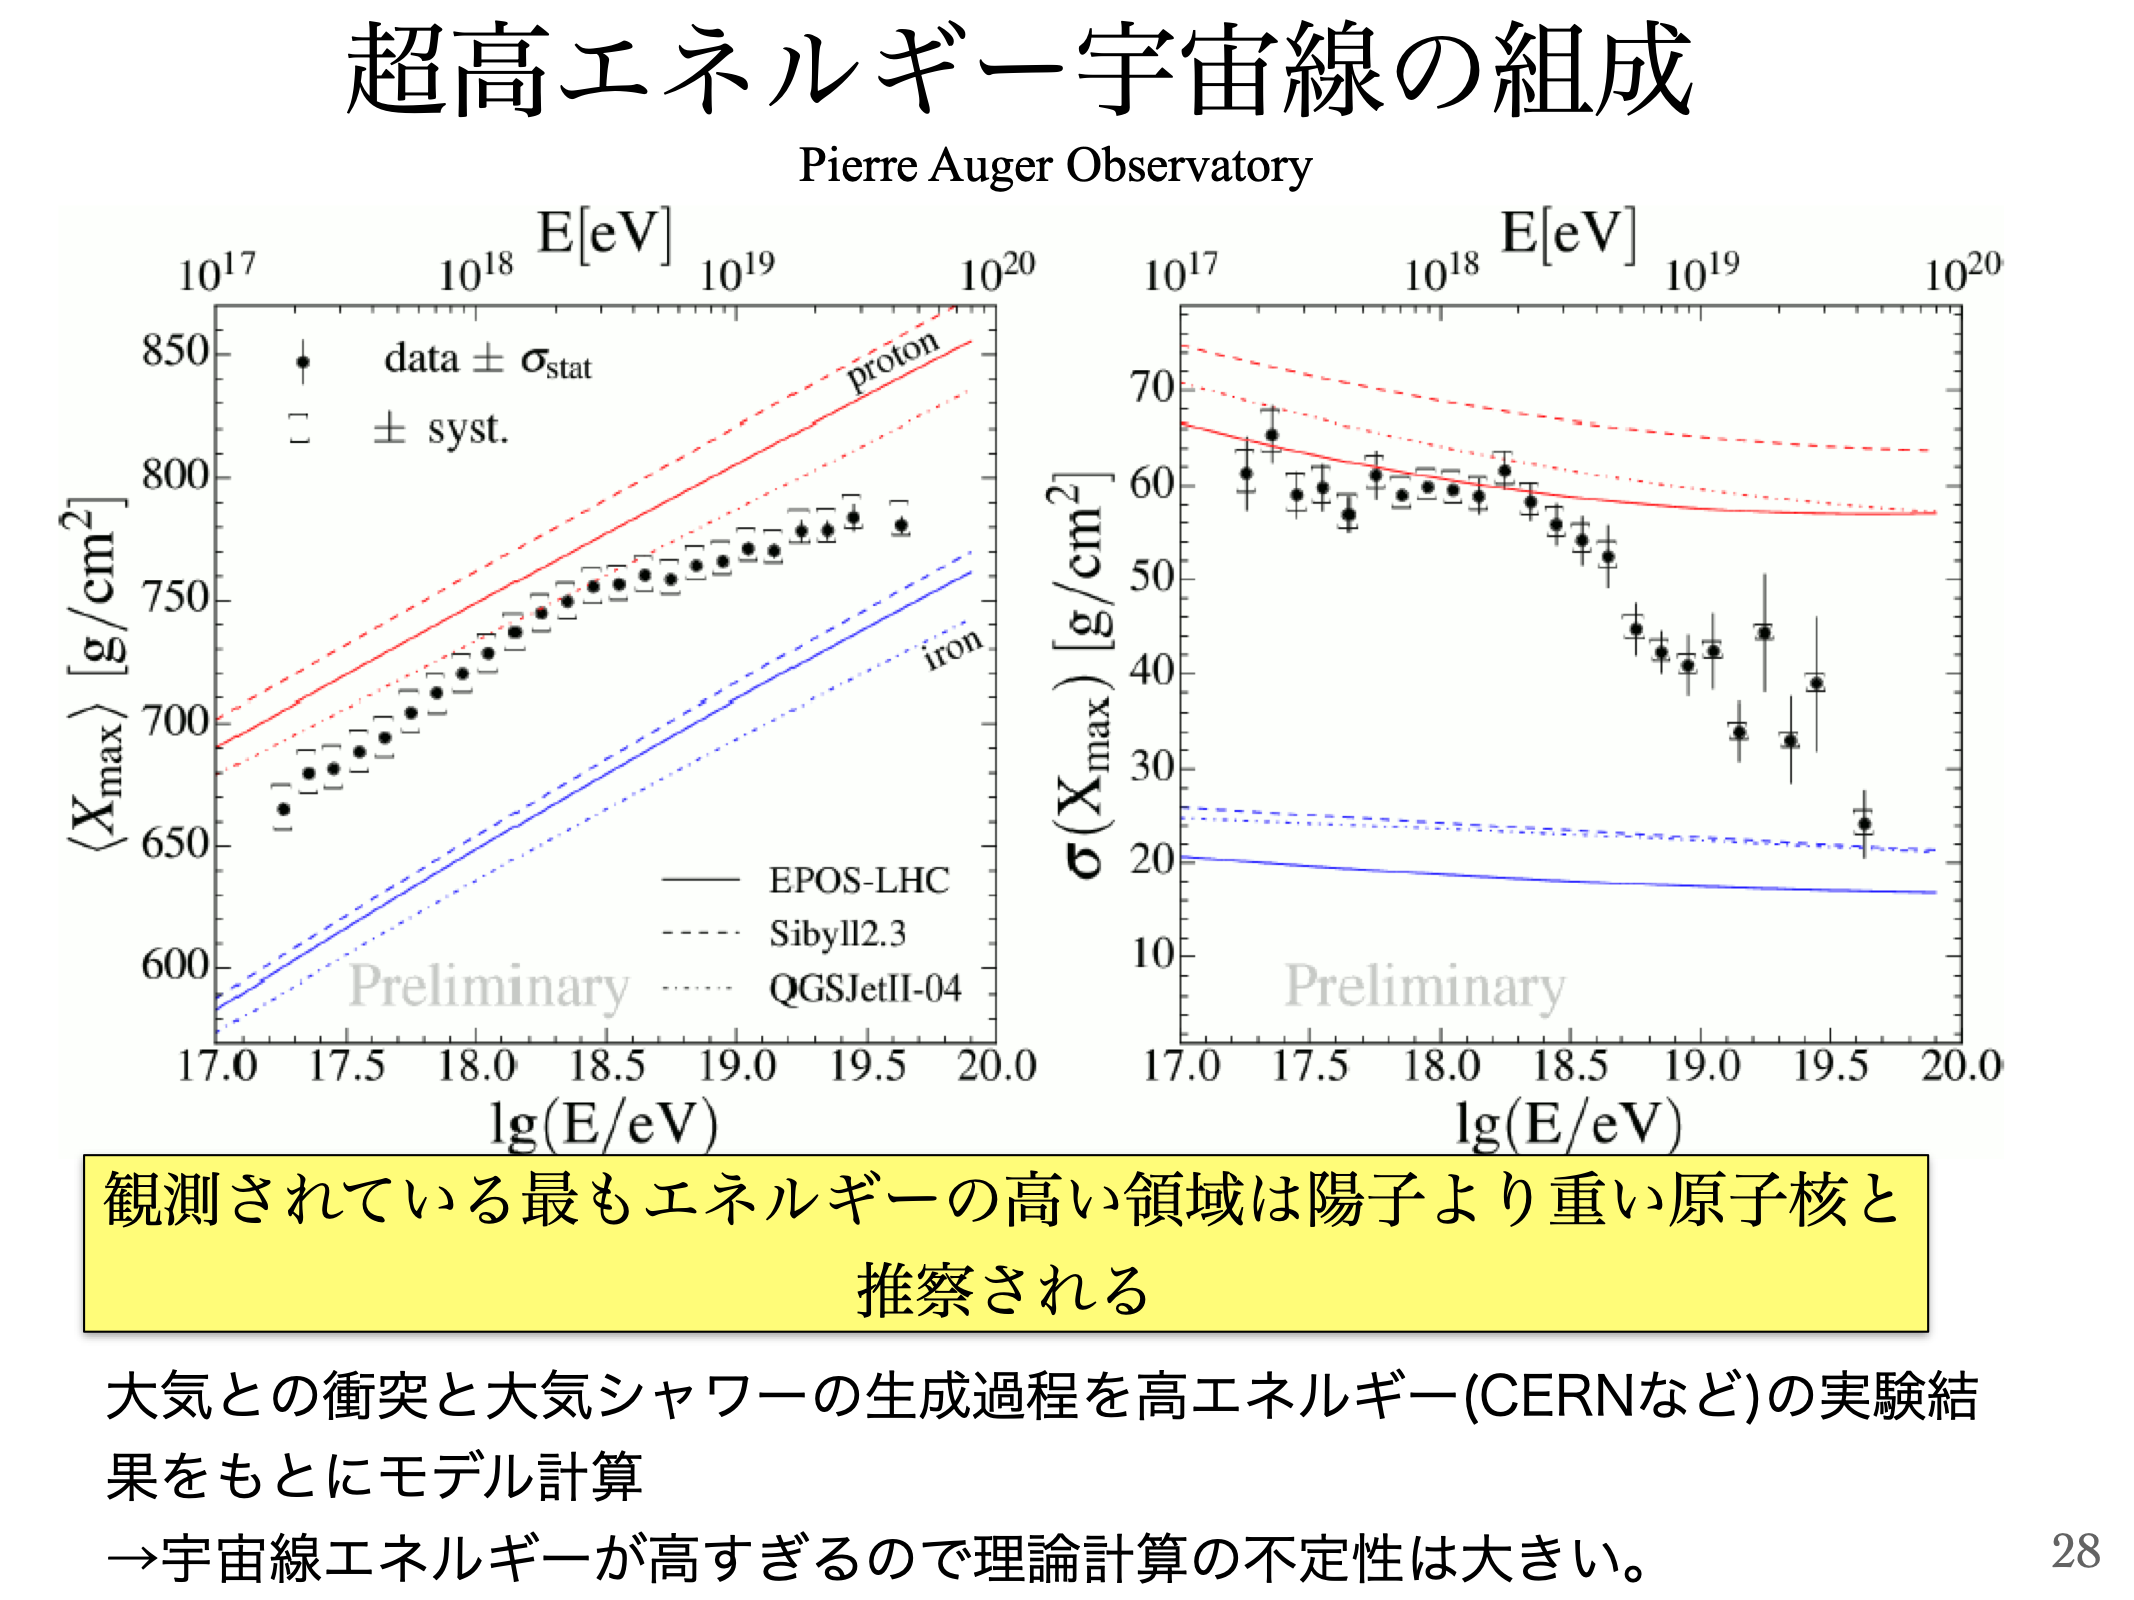 超高エネルギー宇宙線の組成
Pierre Auger Observatory
E[eV]
10¹⁷ 10¹⁸ 10¹⁹ 10²⁰
850
800
750
700
650
600
⟨Xmax⟩ [g/cm²]
data ± σstat
± syst.
proton
iron
EPOS-LHC
Sibyll2.3
QGSJetII-04
Preliminary
17.0 17.5 18.0 18.5 19.0 19.5 20.0
lg(E/eV)
E[eV]
10¹⁷ 10¹⁸ 10¹⁹ 10²⁰
70
60
50
40
30
20
10
σ(Xmax) [g/cm²]
Preliminary
17.0 17.5 18.0 18.5 19.0 19.5 20.0
lg(E/eV)
観測されている最もエネルギーの高い領域は陽子より重い原子核と
推察される
大気との衝突と大気シャワーの生成過程を高エネルギー(CERNなど)の実験結
果をもとにモデル計算
→宇宙線エネルギーが高すぎるので理論計算の不定性は大きい。
28